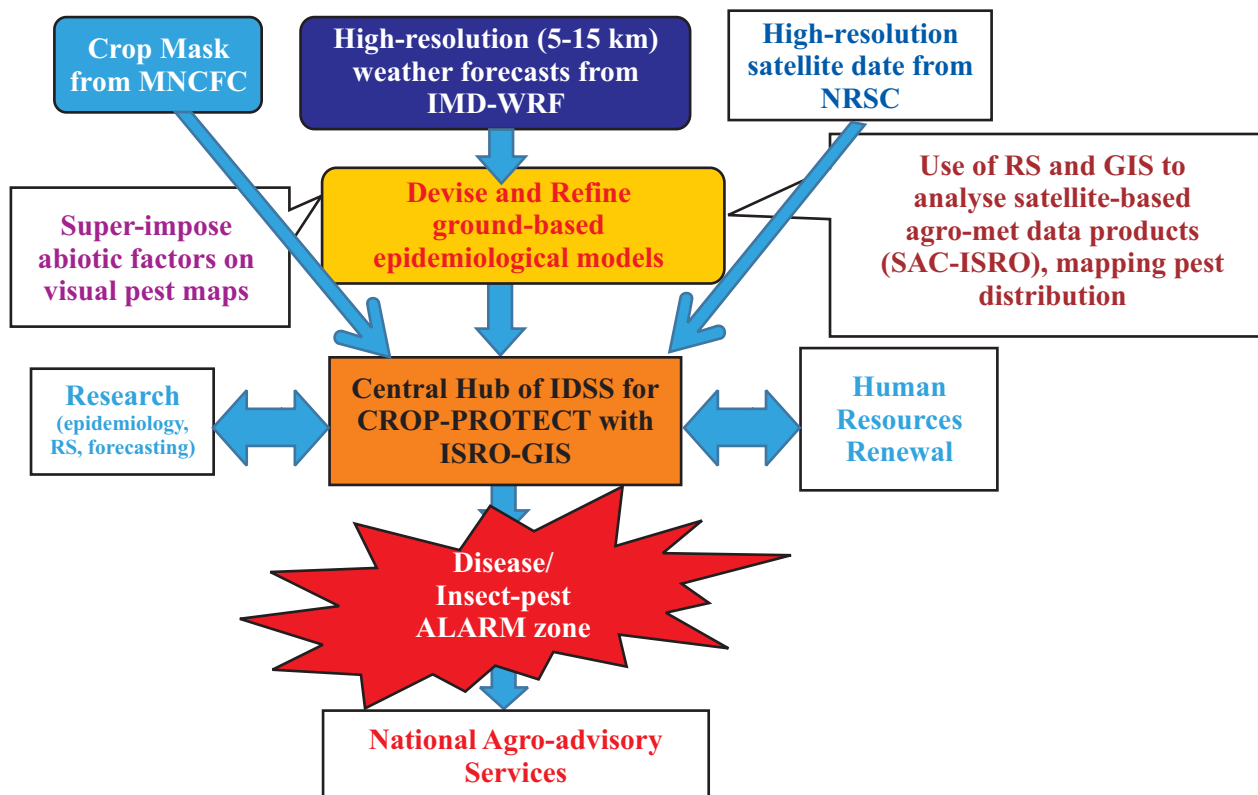 Crop Mask
from MNCFC
High-resolution (5-15 km)
weather forecasts from
IMD-WRF
High-resolution
satellite date from
NRSC
Super-impose
abiotic factors on
visual pest maps
Devise and Refine
ground-based
epidemiological models
Use of RS and GIS to
analyse satellite-based
agro-met data products
(SAC-ISRO), mapping pest
distribution
Research
(epidemiology,
RS, forecasting)
Central Hub of IDSS for
CROP-PROTECT with
ISRO-GIS
Human
Resources
Renewal
Disease/
Insect-pest
ALARM zone
National Agro-advisory
Services